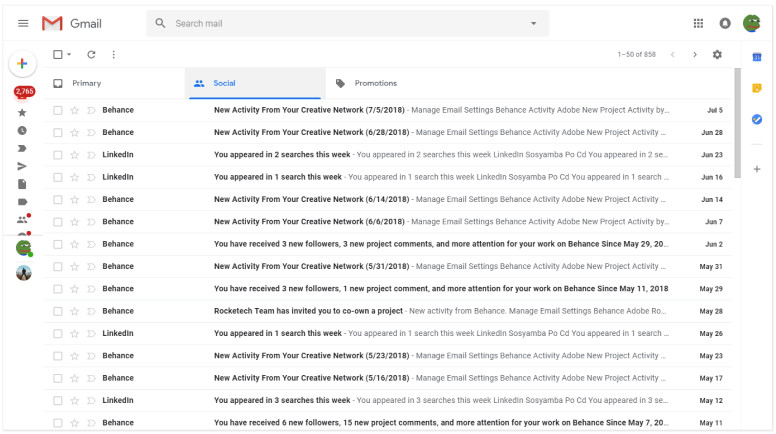 Gmail
Search mail
1–50 of 858
Primary
Social
Promotions
2,765
Behance New Activity From Your Creative Network (7/5/2018) - Manage Email Settings Behance Activity Adobe New Project Activity by... Jul 5
Behance New Activity From Your Creative Network (6/28/2018) - Manage Email Settings Behance Activity Adobe New Project Activity ... Jun 28
LinkedIn You appeared in 2 searches this week - You appeared in 2 searches this week LinkedIn Sosyamba Po Cd You appeared in 2 se... Jun 23
LinkedIn You appeared in 1 search this week - You appeared in 1 search this week LinkedIn Sosyamba Po Cd You appeared in 1 search ... Jun 16
Behance New Activity From Your Creative Network (6/14/2018) - Manage Email Settings Behance Activity Adobe New Project Activity ... Jun 14
Behance New Activity From Your Creative Network (6/6/2018) - Manage Email Settings Behance Activity Adobe New Project Activity by... Jun 7
Behance You have received 3 new followers, 3 new project comments, and more attention for your work on Behance Since May 29, 20... Jun 2
Behance New Activity From Your Creative Network (5/31/2018) - Manage Email Settings Behance Activity Adobe New Project Activity ... May 31
Behance You have received 3 new followers, 1 new project comment, and more attention for your work on Behance Since May 11, 2018 May 29
Behance Rocketech Team has invited you to co-own a project - New activity from Behance. Manage Email Settings Behance Adobe Ro... May 28
LinkedIn You appeared in 1 search this week - You appeared in 1 search this week LinkedIn Sosyamba Po Cd You appeared in 1 search ... May 26
Behance New Activity From Your Creative Network (5/23/2018) - Manage Email Settings Behance Activity Adobe New Project Activity ... May 23
Behance New Activity From Your Creative Network (5/16/2018) - Manage Email Settings Behance Activity Adobe New Project Activity ... May 17
LinkedIn You appeared in 3 searches this week - You appeared in 3 searches this week LinkedIn Sosyamba Po Cd You appeared in 3 se... May 12
Behance You have received 6 new followers, 15 new project comments, and more attention for your work on Behance Since May 7, 20... May 11